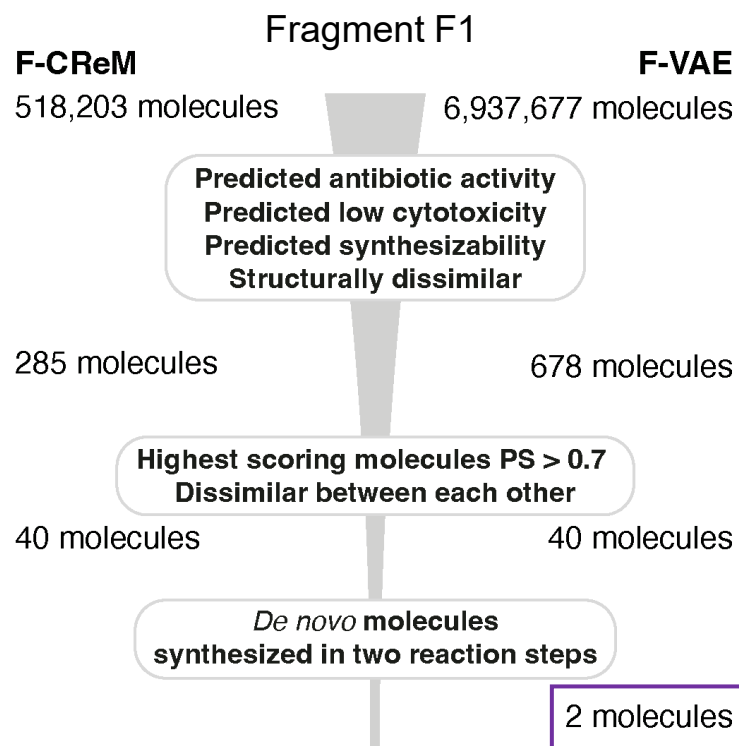 Fragment F1
F-CReM
F-VAE
518,203 molecules
6,937,677 molecules
Predicted antibiotic activity
Predicted low cytotoxicity
Predicted synthesizability
Structurally dissimilar
285 molecules
678 molecules
Highest scoring molecules PS > 0.7
Dissimilar between each other
40 molecules
40 molecules
De novo molecules
synthesized in two reaction steps
2 molecules